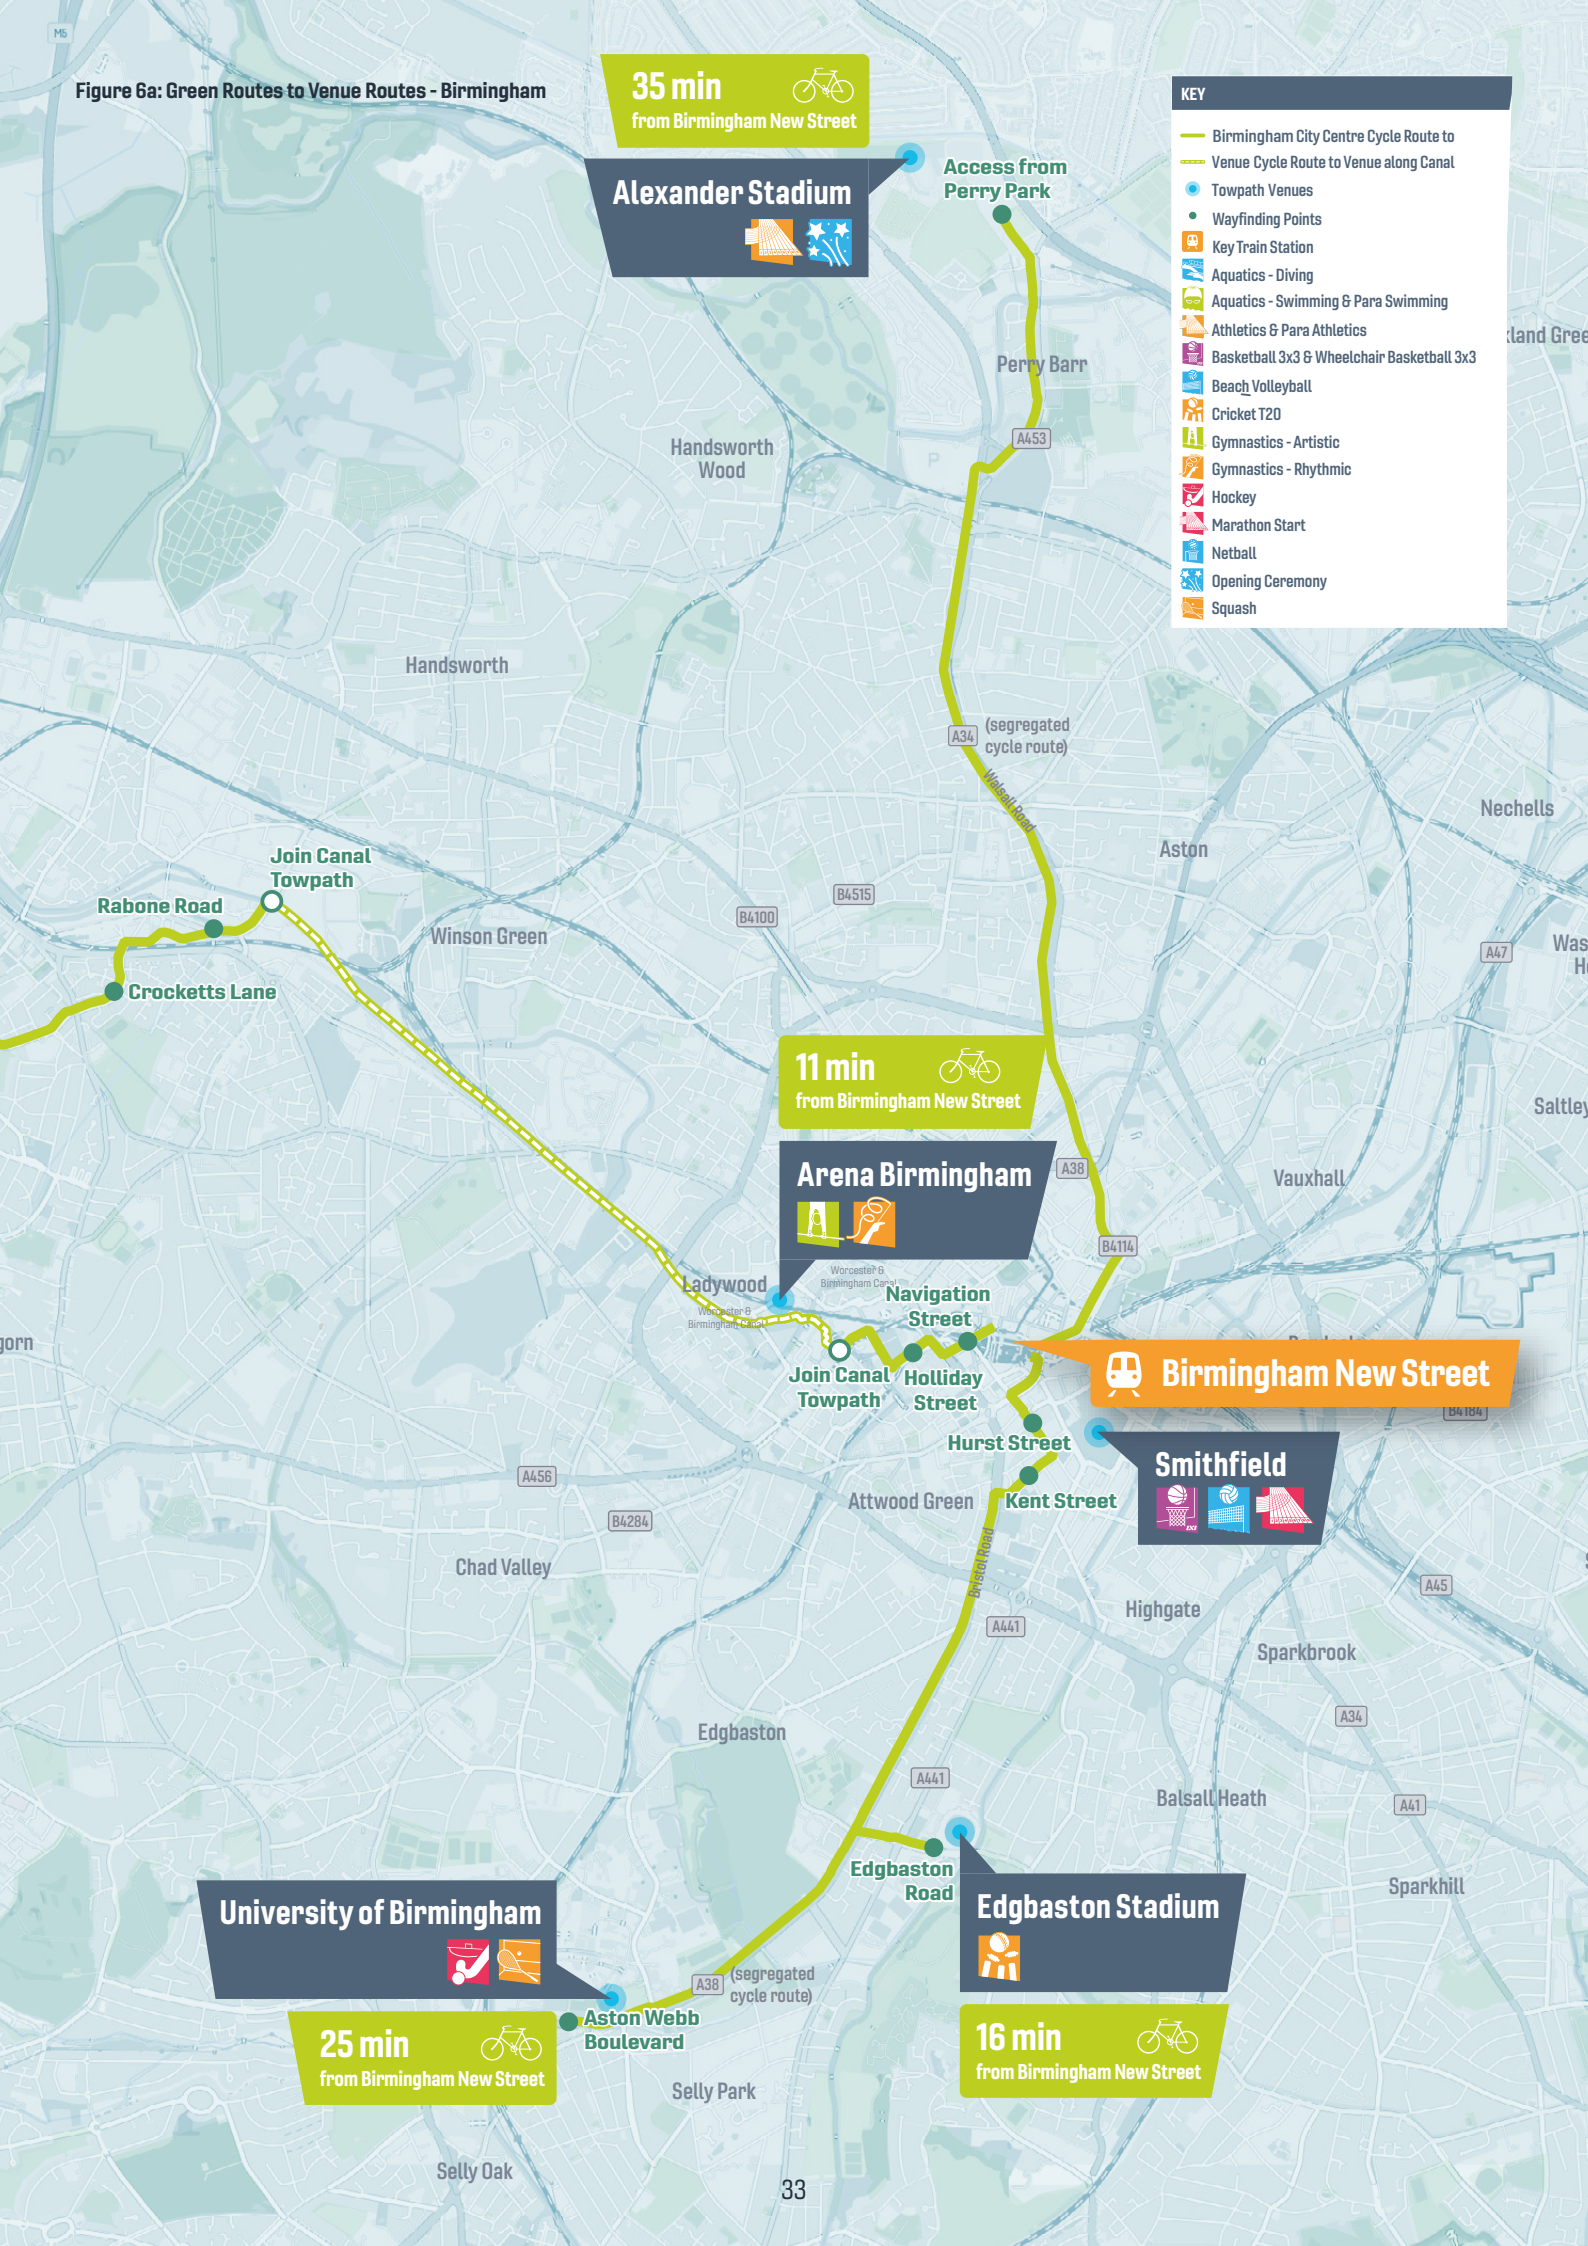 M5
Figure 6a: Green Routes to Venue Routes - Birmingham
35 min
from Birmingham New Street
Alexander Stadium
Access from
Perry Park
KEY
Birmingham City Centre Cycle Route to
Venue Cycle Route to Venue along Canal
Towpath Venues
Wayfinding Points
Key Train Station
Aquatics - Diving
Aquatics - Swimming & Para Swimming
Athletics & Para Athletics
Basketball 3x3 & Wheelchair Basketball 3x3
Beach Volleyball
Cricket T20
Gymnastics - Artistic
Gymnastics - Rhythmic
Hockey
Marathon Start
Netball
Opening Ceremony
Squash
Perry Barr
A453
P
Handsworth
Wood
Handsworth
A34
(segregated
cycle route)
Walsall Road
Nechells
Aston
Join Canal
Towpath
Rabone Road
B4515
B4100
Winson Green
A47
Crocketts Lane
11 min
from Birmingham New Street
Arena Birmingham
A38
Vauxhall
B4114
Worcester &
Birmingham Canal
Ladywood
Worcester &
Birmingham Canal
Navigation
Street
Join Canal
Towpath
Holliday
Street
Birmingham New Street
B4184
Hurst Street
Smithfield
3X3
A456
Attwood Green
Kent Street
B4284
Bristol Road
Chad Valley
A45
Highgate
A441
Sparkbrook
A34
Edgbaston
A441
Balsall Heath
A41
Edgbaston
Road
Sparkhill
University of Birmingham
Edgbaston Stadium
A38
(segregated
cycle route)
Aston Webb
Boulevard
25 min
from Birmingham New Street
16 min
from Birmingham New Street
Selly Park
Selly Oak
33